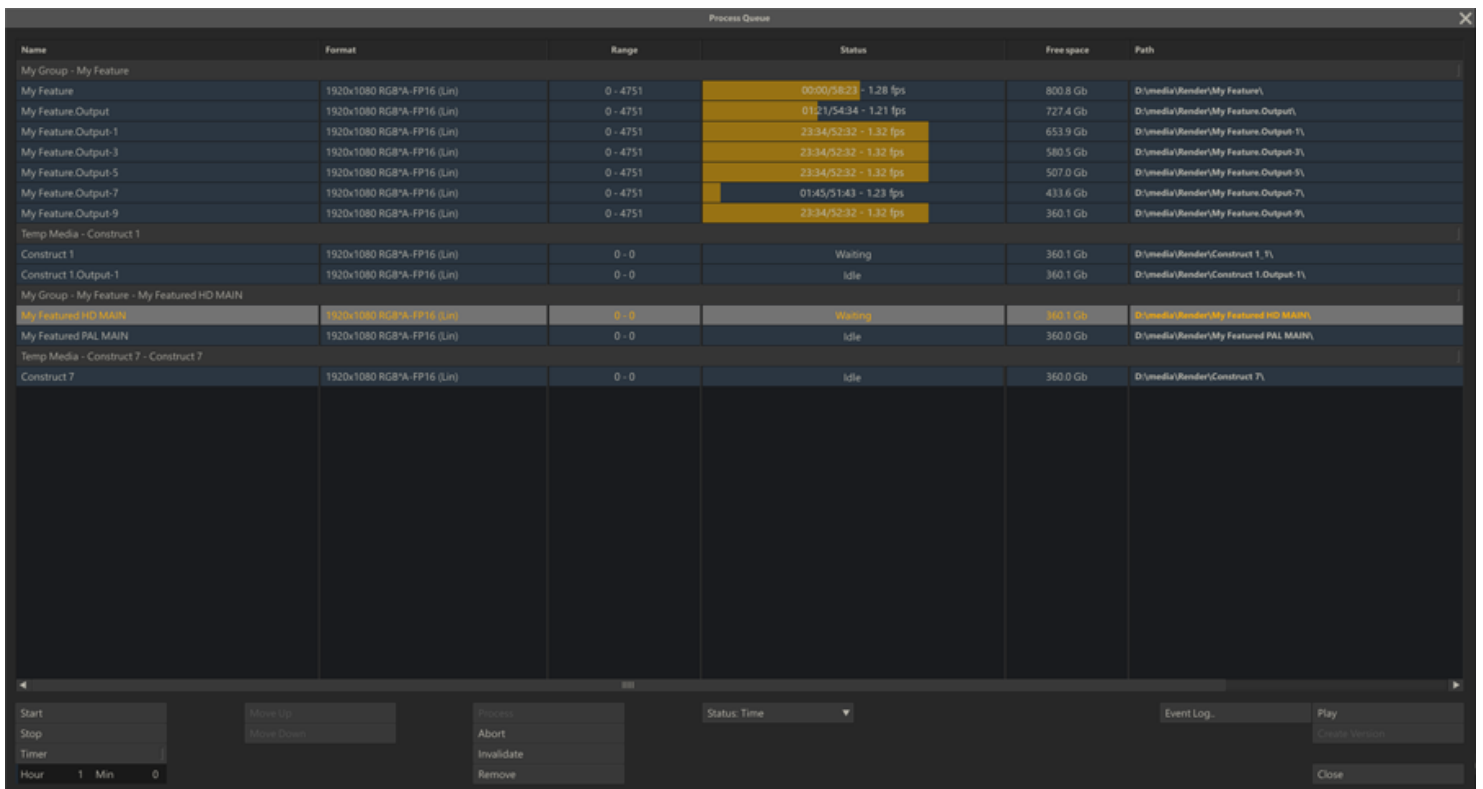 Process Queue
Name Format Range Status Free space Path
My Group - My Feature
My Feature 1920x1080 RGB*A-FP16 (Lin) 0 - 4751 00:00/58:23 - 1.28 fps 800.8 Gb D:\media\Render\My Feature\
My Feature.Output 1920x1080 RGB*A-FP16 (Lin) 0 - 4751 01:21/54:34 - 1.21 fps 727.4 Gb D:\media\Render\My Feature.Output\
My Feature.Output-1 1920x1080 RGB*A-FP16 (Lin) 0 - 4751 23:34/52:32 - 1.32 fps 653.9 Gb D:\media\Render\My Feature.Output-1\
My Feature.Output-3 1920x1080 RGB*A-FP16 (Lin) 0 - 4751 23:34/52:32 - 1.32 fps 580.5 Gb D:\media\Render\My Feature.Output-3\
My Feature.Output-5 1920x1080 RGB*A-FP16 (Lin) 0 - 4751 23:34/52:32 - 1.32 fps 507.0 Gb D:\media\Render\My Feature.Output-5\
My Feature.Output-7 1920x1080 RGB*A-FP16 (Lin) 0 - 4751 01:45/51:43 - 1.23 fps 433.6 Gb D:\media\Render\My Feature.Output-7\
My Feature.Output-9 1920x1080 RGB*A-FP16 (Lin) 0 - 4751 23:34/52:32 - 1.32 fps 360.1 Gb D:\media\Render\My Feature.Output-9\
Temp Media - Construct 1
Construct 1 1920x1080 RGB*A-FP16 (Lin) 0 - 0 Waiting 360.1 Gb D:\media\Render\Construct 1_1\
Construct 1.Output-1 1920x1080 RGB*A-FP16 (Lin) 0 - 0 Idle 360.1 Gb D:\media\Render\Construct 1.Output-1\
My Group - My Feature - My Featured HD MAIN
My Featured HD MAIN 1920x1080 RGB*A-FP16 (Lin) 0 - 0 Waiting 360.1 Gb D:\media\Render\My Featured HD MAIN\
My Featured PAL MAIN 1920x1080 RGB*A-FP16 (Lin) 0 - 0 Idle 360.0 Gb D:\media\Render\My Featured PAL MAIN\
Temp Media - Construct 7 - Construct 7
Construct 7 1920x1080 RGB*A-FP16 (Lin) 0 - 0 Idle 360.0 Gb D:\media\Render\Construct 7\
Start Move Up Process Status: Time Event Log.. Play
Stop Move Down Abort Create Version
Timer Invalidate
Hour 1 Min 0 Remove Close